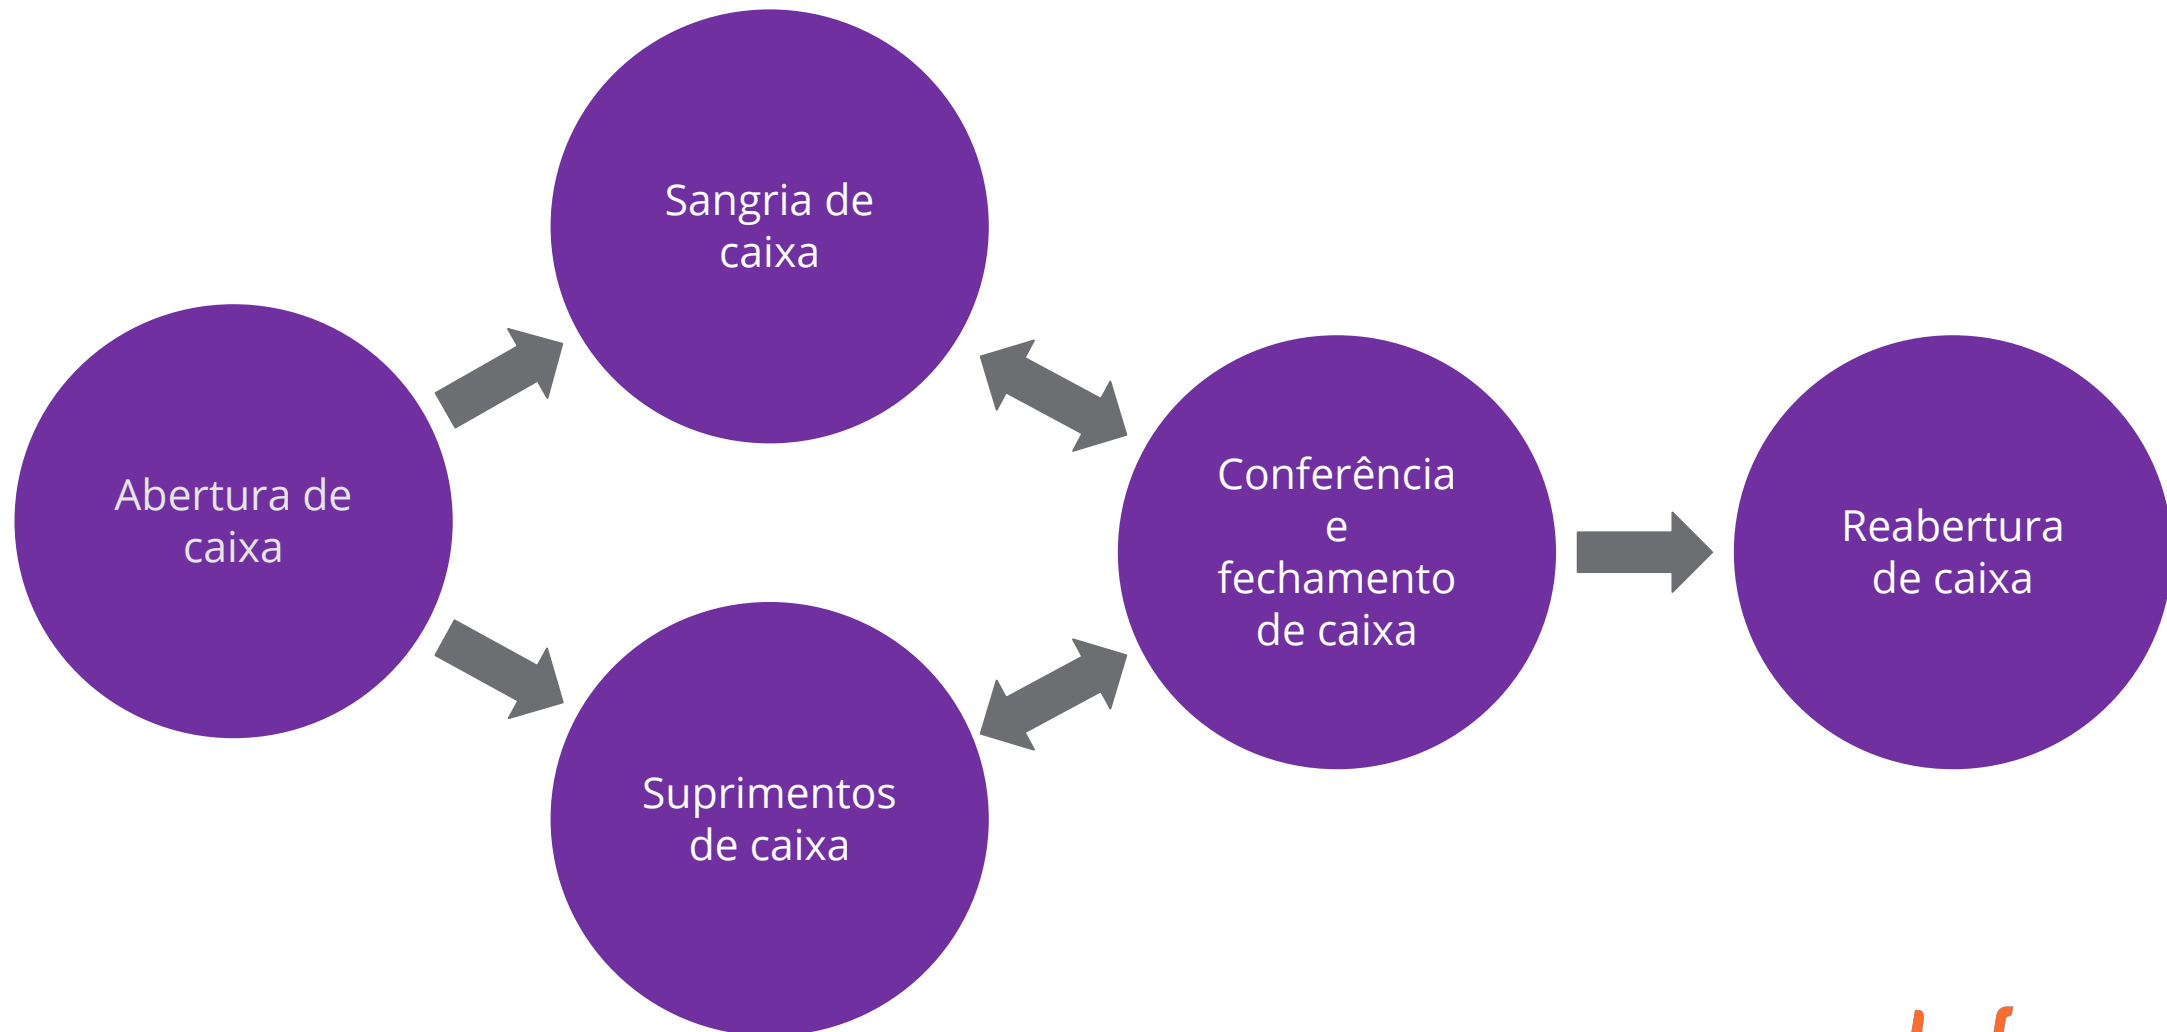 Sangria de
caixa
Abertura de
caixa
Conferência
e
fechamento
de caixa
Reabertura
de caixa
Suprimentos
de caixa